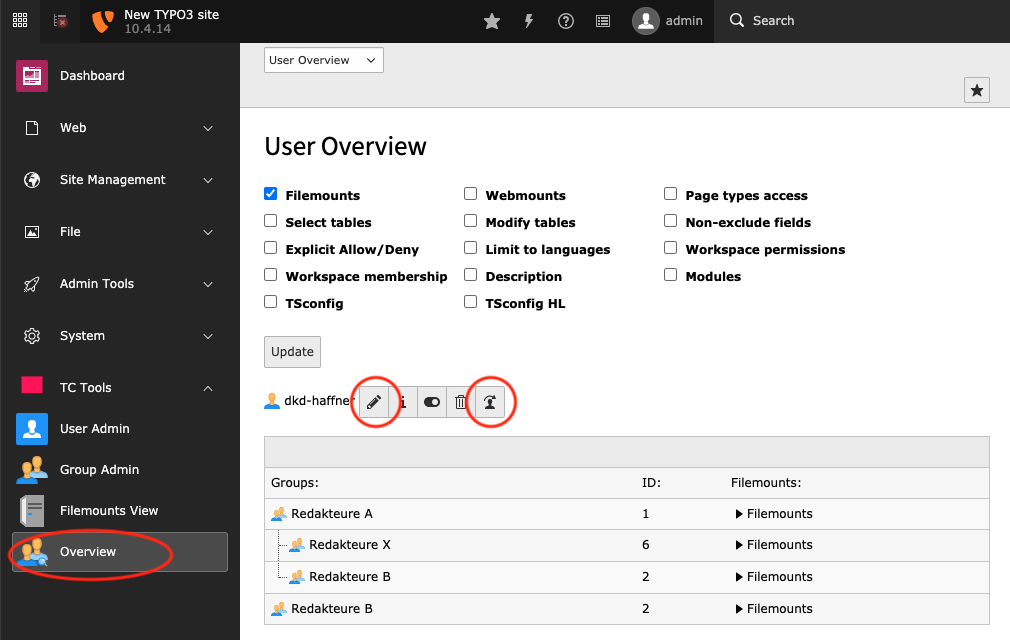 New TYPO3 site
10.4.14
admin
Search
Dashboard
Web
Site Management
File
Admin Tools
System
TC Tools
User Admin
Group Admin
Filemounts View
Overview
User Overview
User Overview
Filemounts Webmounts Page types access
Select tables Modify tables Non-exclude fields
Explicit Allow/Deny Limit to languages Workspace permissions
Workspace membership Description Modules
TSconfig TSconfig HL
Update
dkd-haffner
Groups: ID: Filemounts:
Redakteure A 1 Filemounts
Redakteure X 6 Filemounts
Redakteure B 2 Filemounts
Redakteure B 2 Filemounts